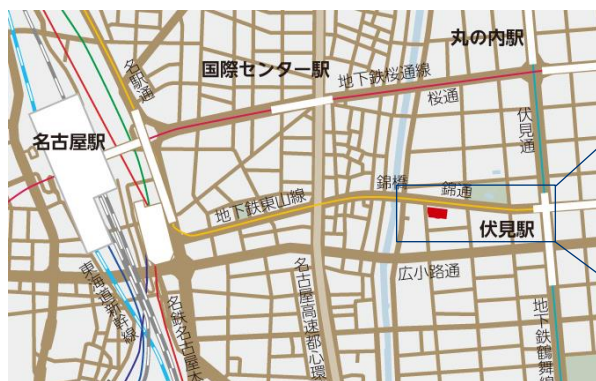 丸の内駅
名駅通
国際センター駅
地下鉄桜通線
桜通
伏見通
名古屋駅
錦橋
錦通
地下鉄東山線
伏見駅
広小路通
東海道新幹線
名鉄名古屋本
名古屋高速都心環
地下鉄鶴舞線